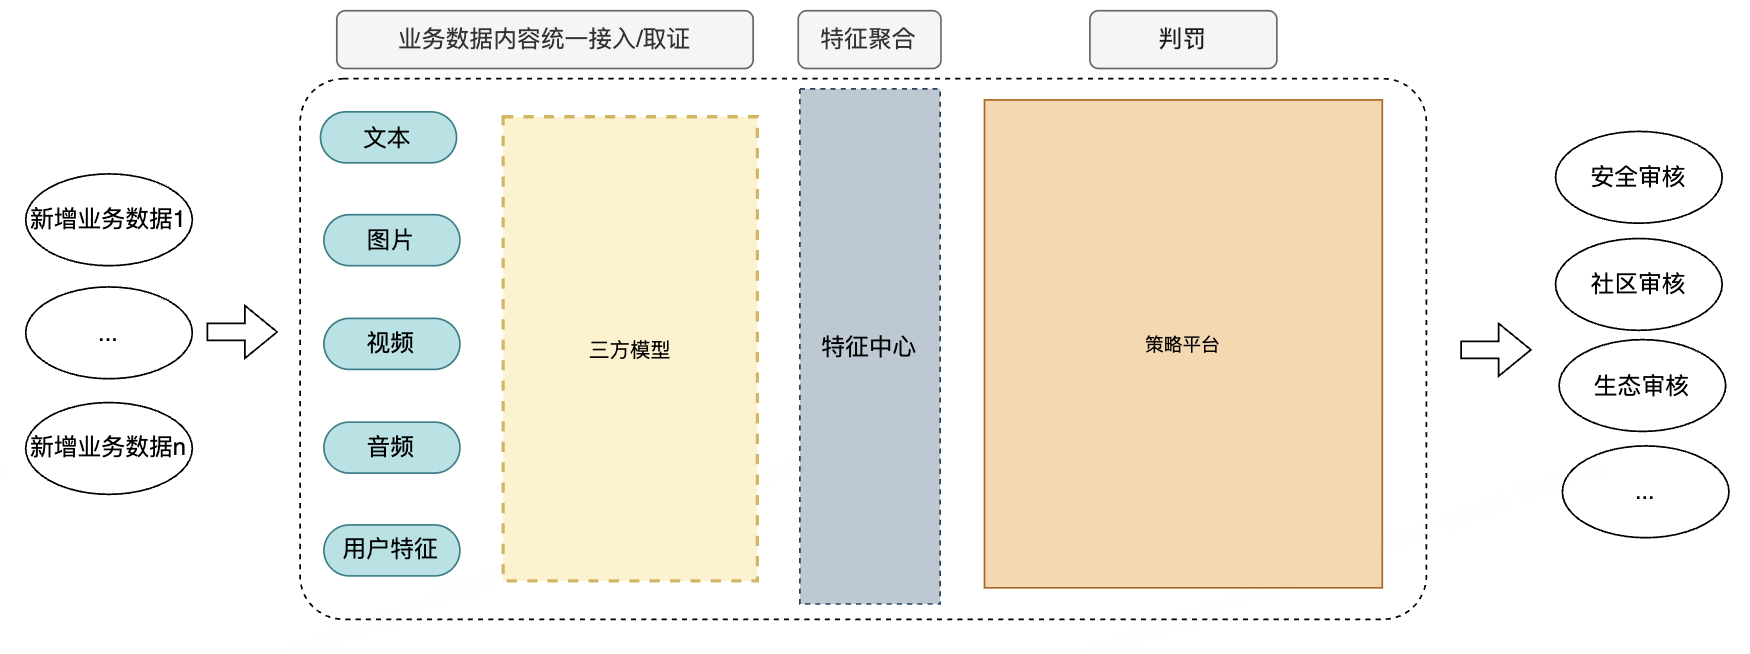 业务数据内容统一接入/取证
特征聚合
判罚
新增业务数据1
...
新增业务数据n
文本
图片
视频
音频
用户特征
三方模型
特征中心
策略平台
安全审核
社区审核
生态审核
...